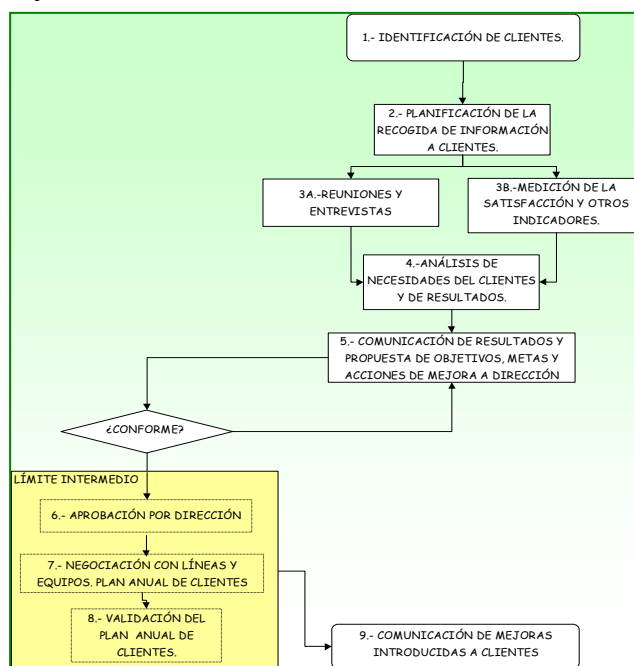 1.- IDENTIFICACIÓN DE CLIENTES.
2.- PLANIFICACIÓN DE LA
RECOGIDA DE INFORMACIÓN
A CLIENTES.
3A.-REUNIONES Y
ENTREVISTAS
3B.-MEDICIÓN DE LA
SATISFACCIÓN Y OTROS
INDICADORES.
4.-ANÁLISIS DE
NECESIDADES DEL CLIENTES
Y DE RESULTADOS.
5.- COMUNICACIÓN DE RESULTADOS Y
PROPUESTA DE OBJETIVOS, METAS Y
ACCIONES DE MEJORA A DIRECCIÓN
¿CONFORME?
LÍMITE INTERMEDIO
6.- APROBACIÓN POR DIRECCIÓN
7.- NEGOCIACIÓN CON LÍNEAS Y
EQUIPOS. PLAN ANUAL DE CLIENTES
8.- VALIDACIÓN DEL
PLAN ANUAL DE
CLIENTES.
9.- COMUNICACIÓN DE MEJORAS
INTRODUCIDAS A CLIENTES